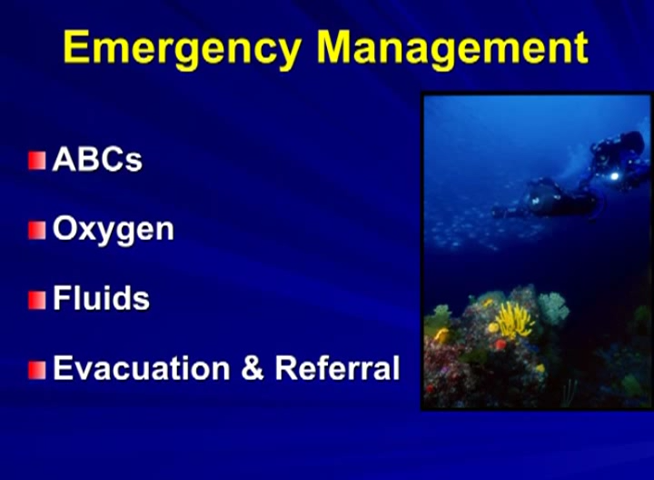 Emergency Management
ABCs
Oxygen
Fluids
Evacuation & Referral